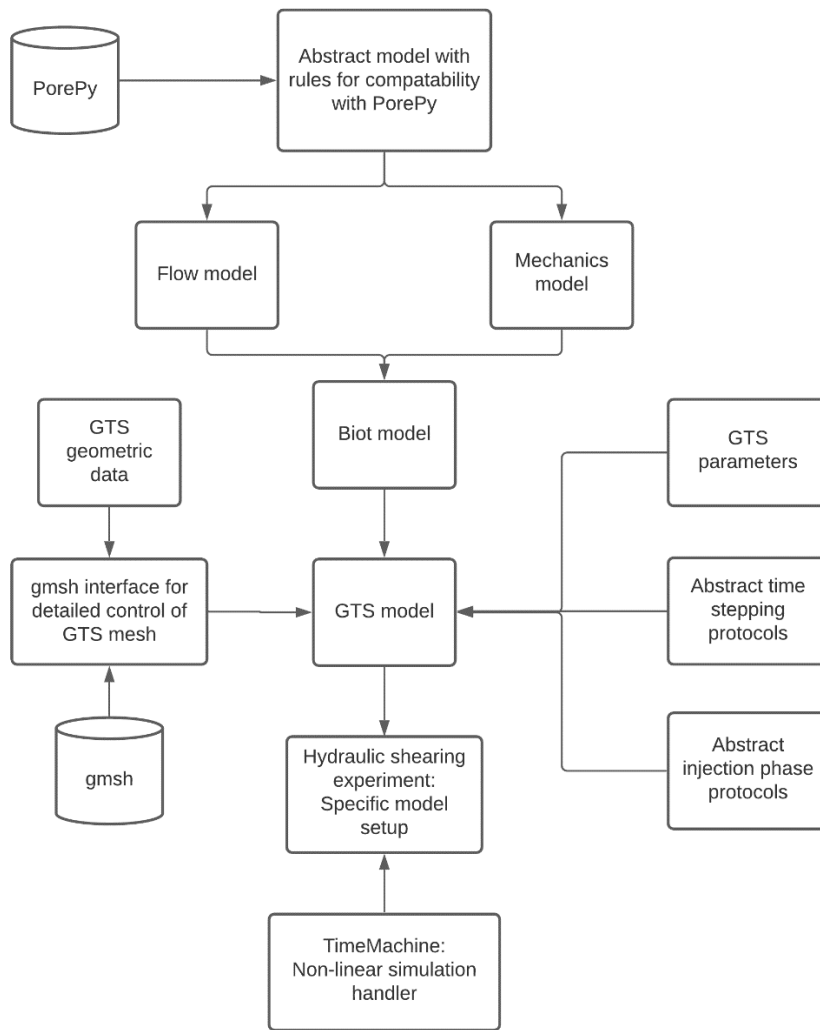 PorePy
Abstract model with
rules for compatability
with PorePy
Flow model
Mechanics
model
GTS
geometric
data
Biot model
GTS
parameters
gmsh interface for
detailed control of
GTS mesh
GTS model
Abstract time
stepping
protocols
gmsh
Hydraulic shearing
experiment:
Specific model
setup
Abstract
injection phase
protocols
TimeMachine:
Non-linear simulation
handler